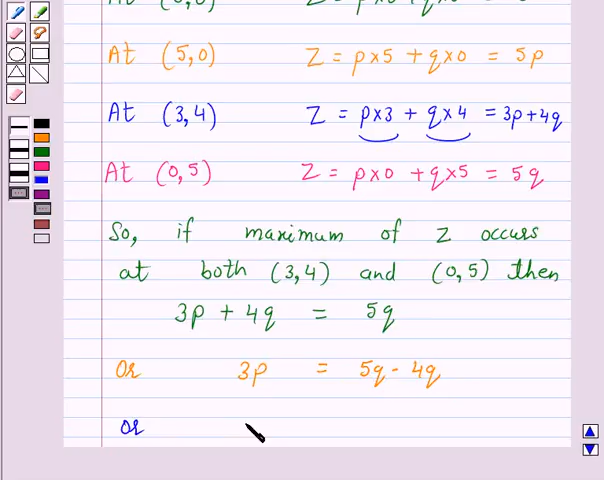 At (5,0) Z = p×5 + q×0 = 5p
At (3,4) Z = p×3 + q×4 = 3p+4q
At (0,5) Z = p×0 + q×5 = 5q
So, if maximum of Z occurs
at both (3,4) and (0,5) then
3p + 4q = 5q
or 3p = 5q - 4q
or